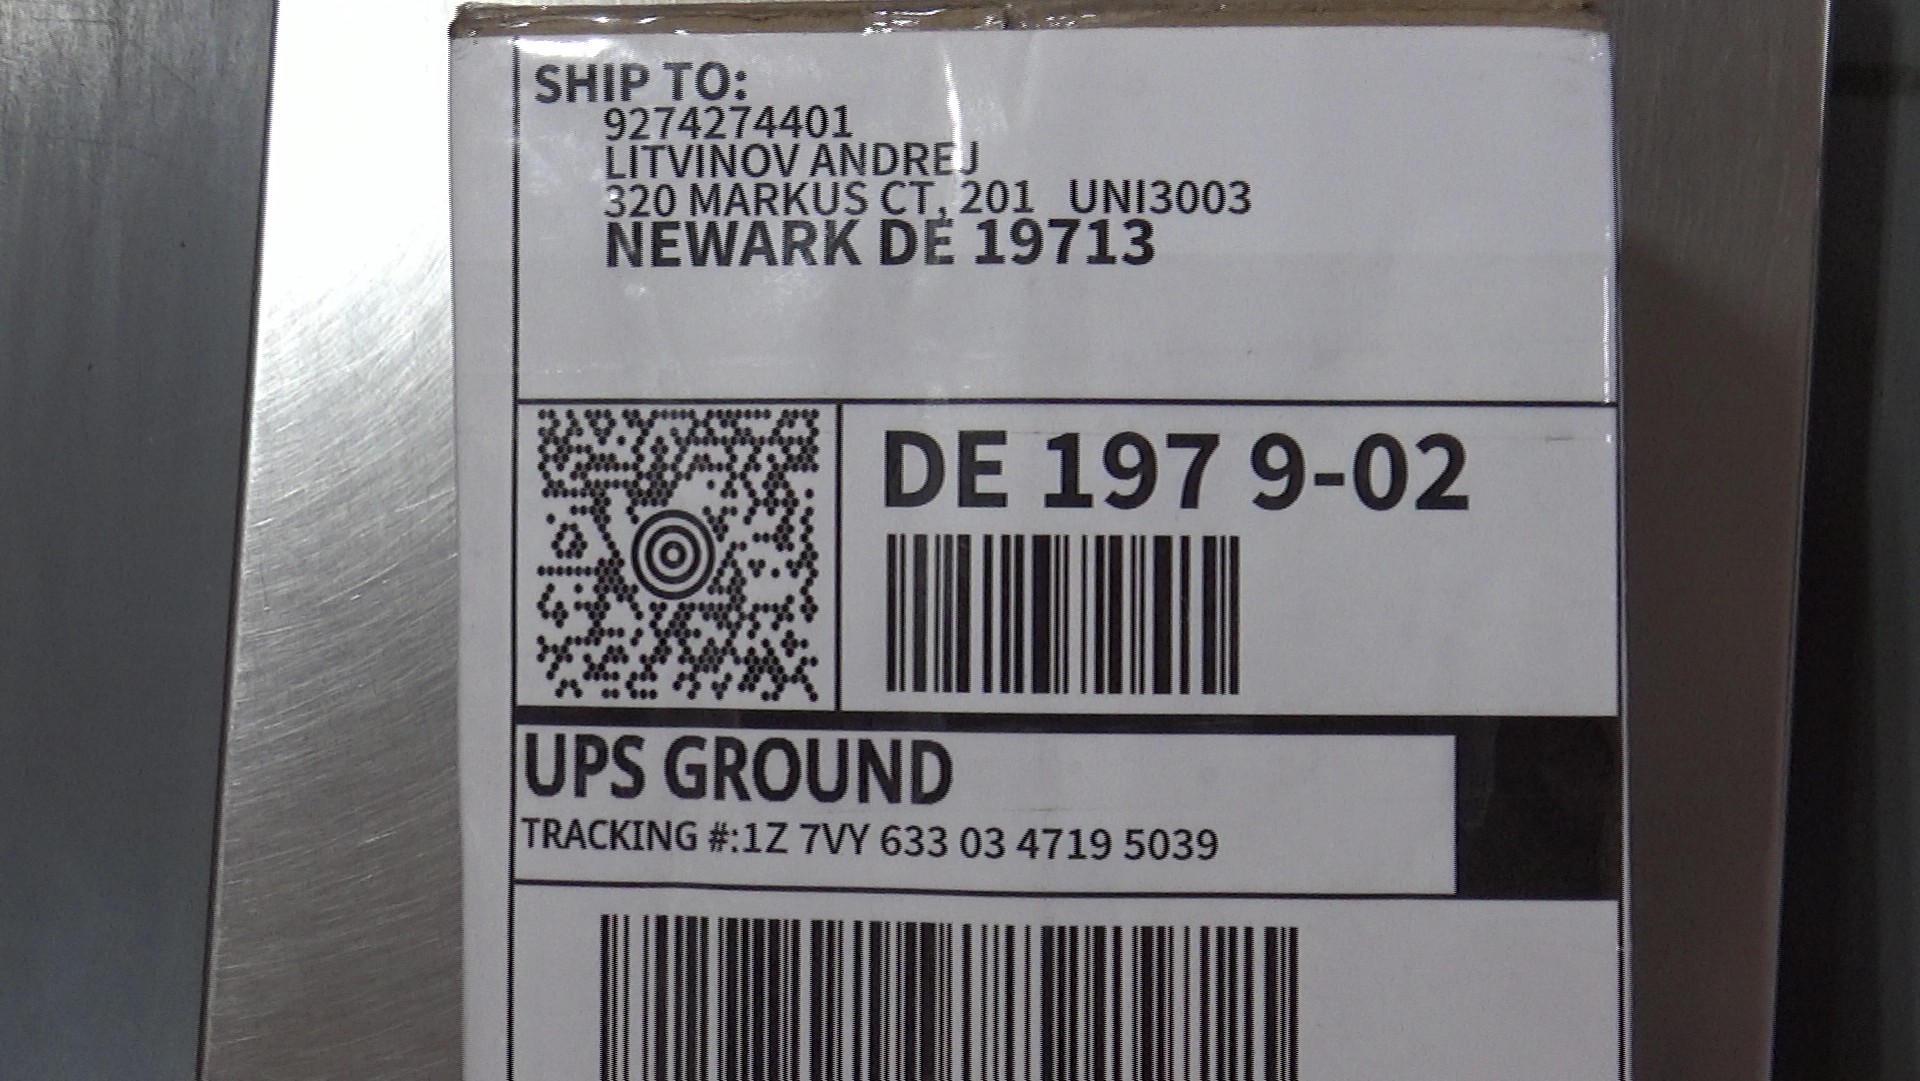 SHIP TO:
9274274401
LITVINOV ANDREJ
320 MARKUS CT, 201 UNI3003
NEWARK DE 19713
DE 197 9-02
UPS GROUND
TRACKING #:1Z 7VY 633 03 4719 5039